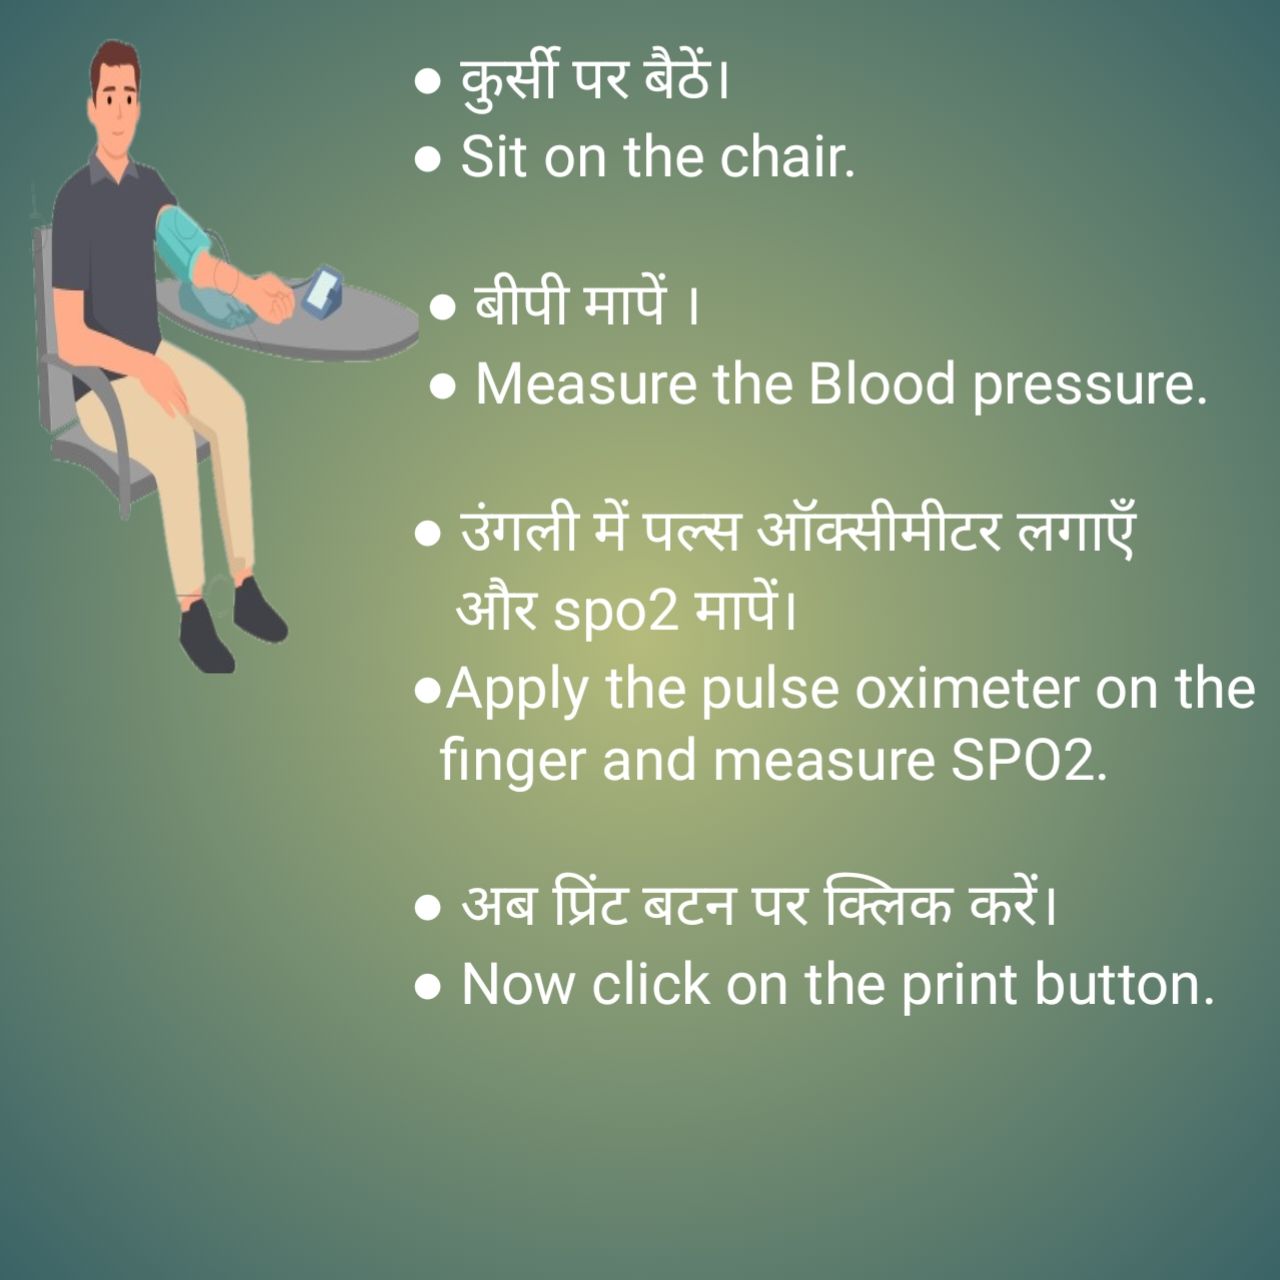 ● कुर्सी पर बैठें।
● Sit on the chair.
● बीपी मापें ।
● Measure the Blood pressure.
● उंगली में पल्स ऑक्सीमीटर लगाएँ
और spo2 मापें।
●Apply the pulse oximeter on the
finger and measure SPO2.
● अब प्रिंट बटन पर क्लिक करें।
● Now click on the print button.